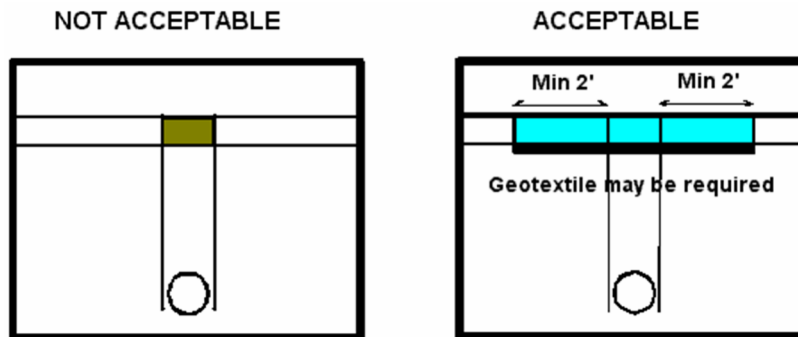 NOT ACCEPTABLE
ACCEPTABLE
Min 2'
Min 2'
Geotextile may be required